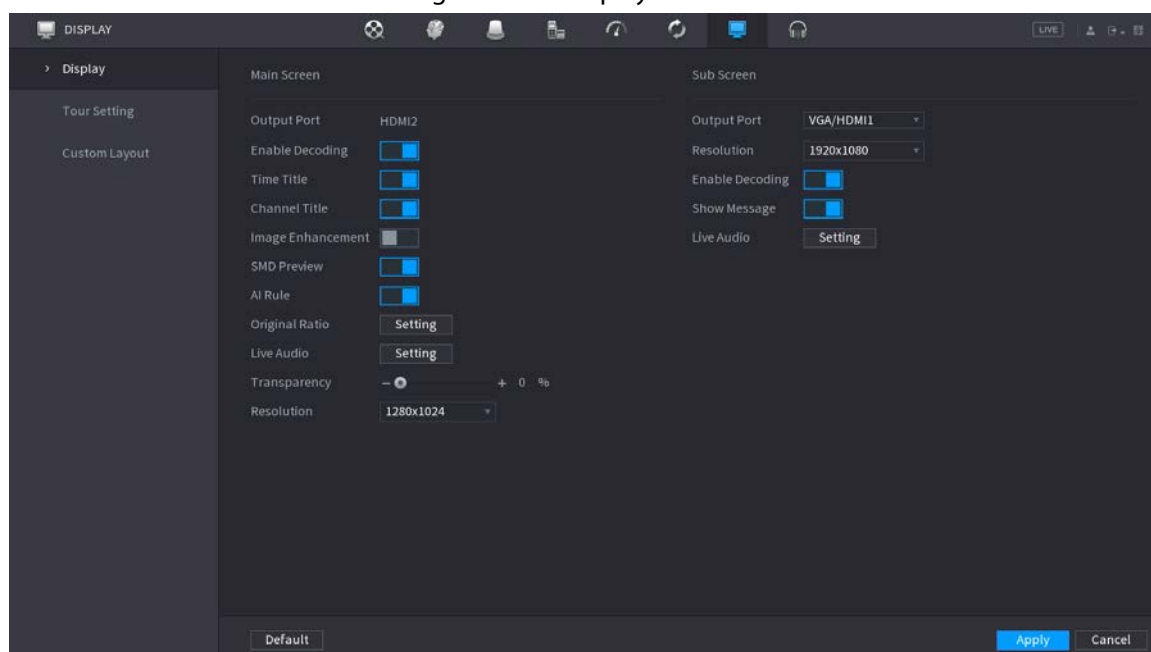 DISPLAY
LIVE
Display
Tour Setting
Custom Layout
Main Screen
Output Port HDMI2
Enable Decoding
Time Title
Channel Title
Image Enhancement
SMD Preview
AI Rule
Original Ratio Setting
Live Audio Setting
Transparency − + 0 %
Resolution 1280x1024
Sub Screen
Output Port VGA/HDMI1
Resolution 1920x1080
Enable Decoding
Show Message
Live Audio Setting
Default
Apply
Cancel